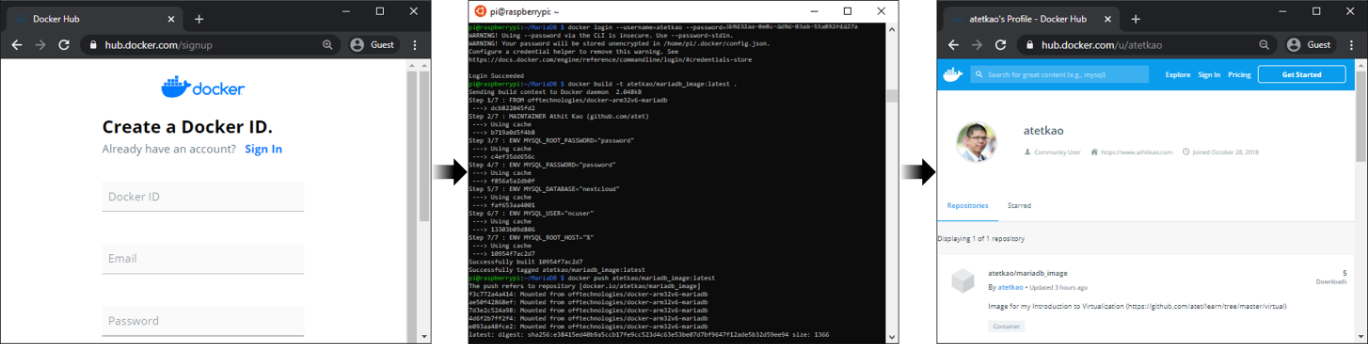 Docker Hub
hub.docker.com/signup
Guest
docker
Create a Docker ID.
Already have an account? Sign In
Docker ID
Email
Password
pi@raspberrypi: ~
pi@raspberrypi:~/MariaDB $ docker login --username=atetkao --password=
WARNING! Using --password via the CLI is insecure. Use --password-stdin.
WARNING! Your password will be stored unencrypted in /home/pi/.docker/config.json.
Configure a credential helper to remove this warning. See
https://docs.docker.com/engine/reference/commandline/login/#credentials-store
Login Succeeded
pi@raspberrypi:~/MariaDB $ docker build -t atetkao/mariadb_image:latest .
Sending build context to Docker daemon 2.048kB
Step 1/7 : FROM offtechnologies/docker-arm32v6-mariadb
---> dcb822045fd2
Step 2/7 : MAINTAINER Athit Kao (github.com/atet)
---> Using cache
---> b719a0d5f4b8
Step 3/7 : ENV MYSQL_ROOT_PASSWORD="password"
---> Using cache
---> c4ef35dd656c
Step 4/7 : ENV MYSQL_PASSWORD="password"
---> Using cache
---> f856a5a2db0f
Step 5/7 : ENV MYSQL_DATABASE="nextcloud"
---> Using cache
---> faf653aa4001
Step 6/7 : ENV MYSQL_USER="ncuser"
---> Using cache
---> 13303b09d806
Step 7/7 : ENV MYSQL_ROOT_HOST="%"
---> Using cache
---> 10954f7ac2d7
Successfully built 10954f7ac2d7
Successfully tagged atetkao/mariadb_image:latest
pi@raspberrypi:~/MariaDB $ docker push atetkao/mariadb_image:latest
The push refers to repository [docker.io/atetkao/mariadb_image]
f3c772a4a414: Mounted from offtechnologies/docker-arm32v6-mariadb
ae50f42868ef: Mounted from offtechnologies/docker-arm32v6-mariadb
7d3e2c524a98: Mounted from offtechnologies/docker-arm32v6-mariadb
4d6f2b7ff2f4: Mounted from offtechnologies/docker-arm32v6-mariadb
e093aa48fce2: Mounted from offtechnologies/docker-arm32v6-mariadb
latest: digest: sha256:e38415ed40b9a5ccb17fe9cc523d4c63e53be07d7bf9647f12ade5b32d59ee94 size: 1366
atetkao's Profile - Docker Hub
hub.docker.com/u/atetkao
Guest
Search for great content (e.g., mysql)
Explore Sign In Pricing Get Started
atetkao
Community User https://www.athitkao.com Joined October 28, 2018
Repositories Starred
Displaying 1 of 1 repository
atetkao/mariadb_image
By atetkao • Updated 3 hours ago
5
Downloads
Image for my Introduction to Virtualization (https://github.com/atet/learn/tree/master/virtual)
Container